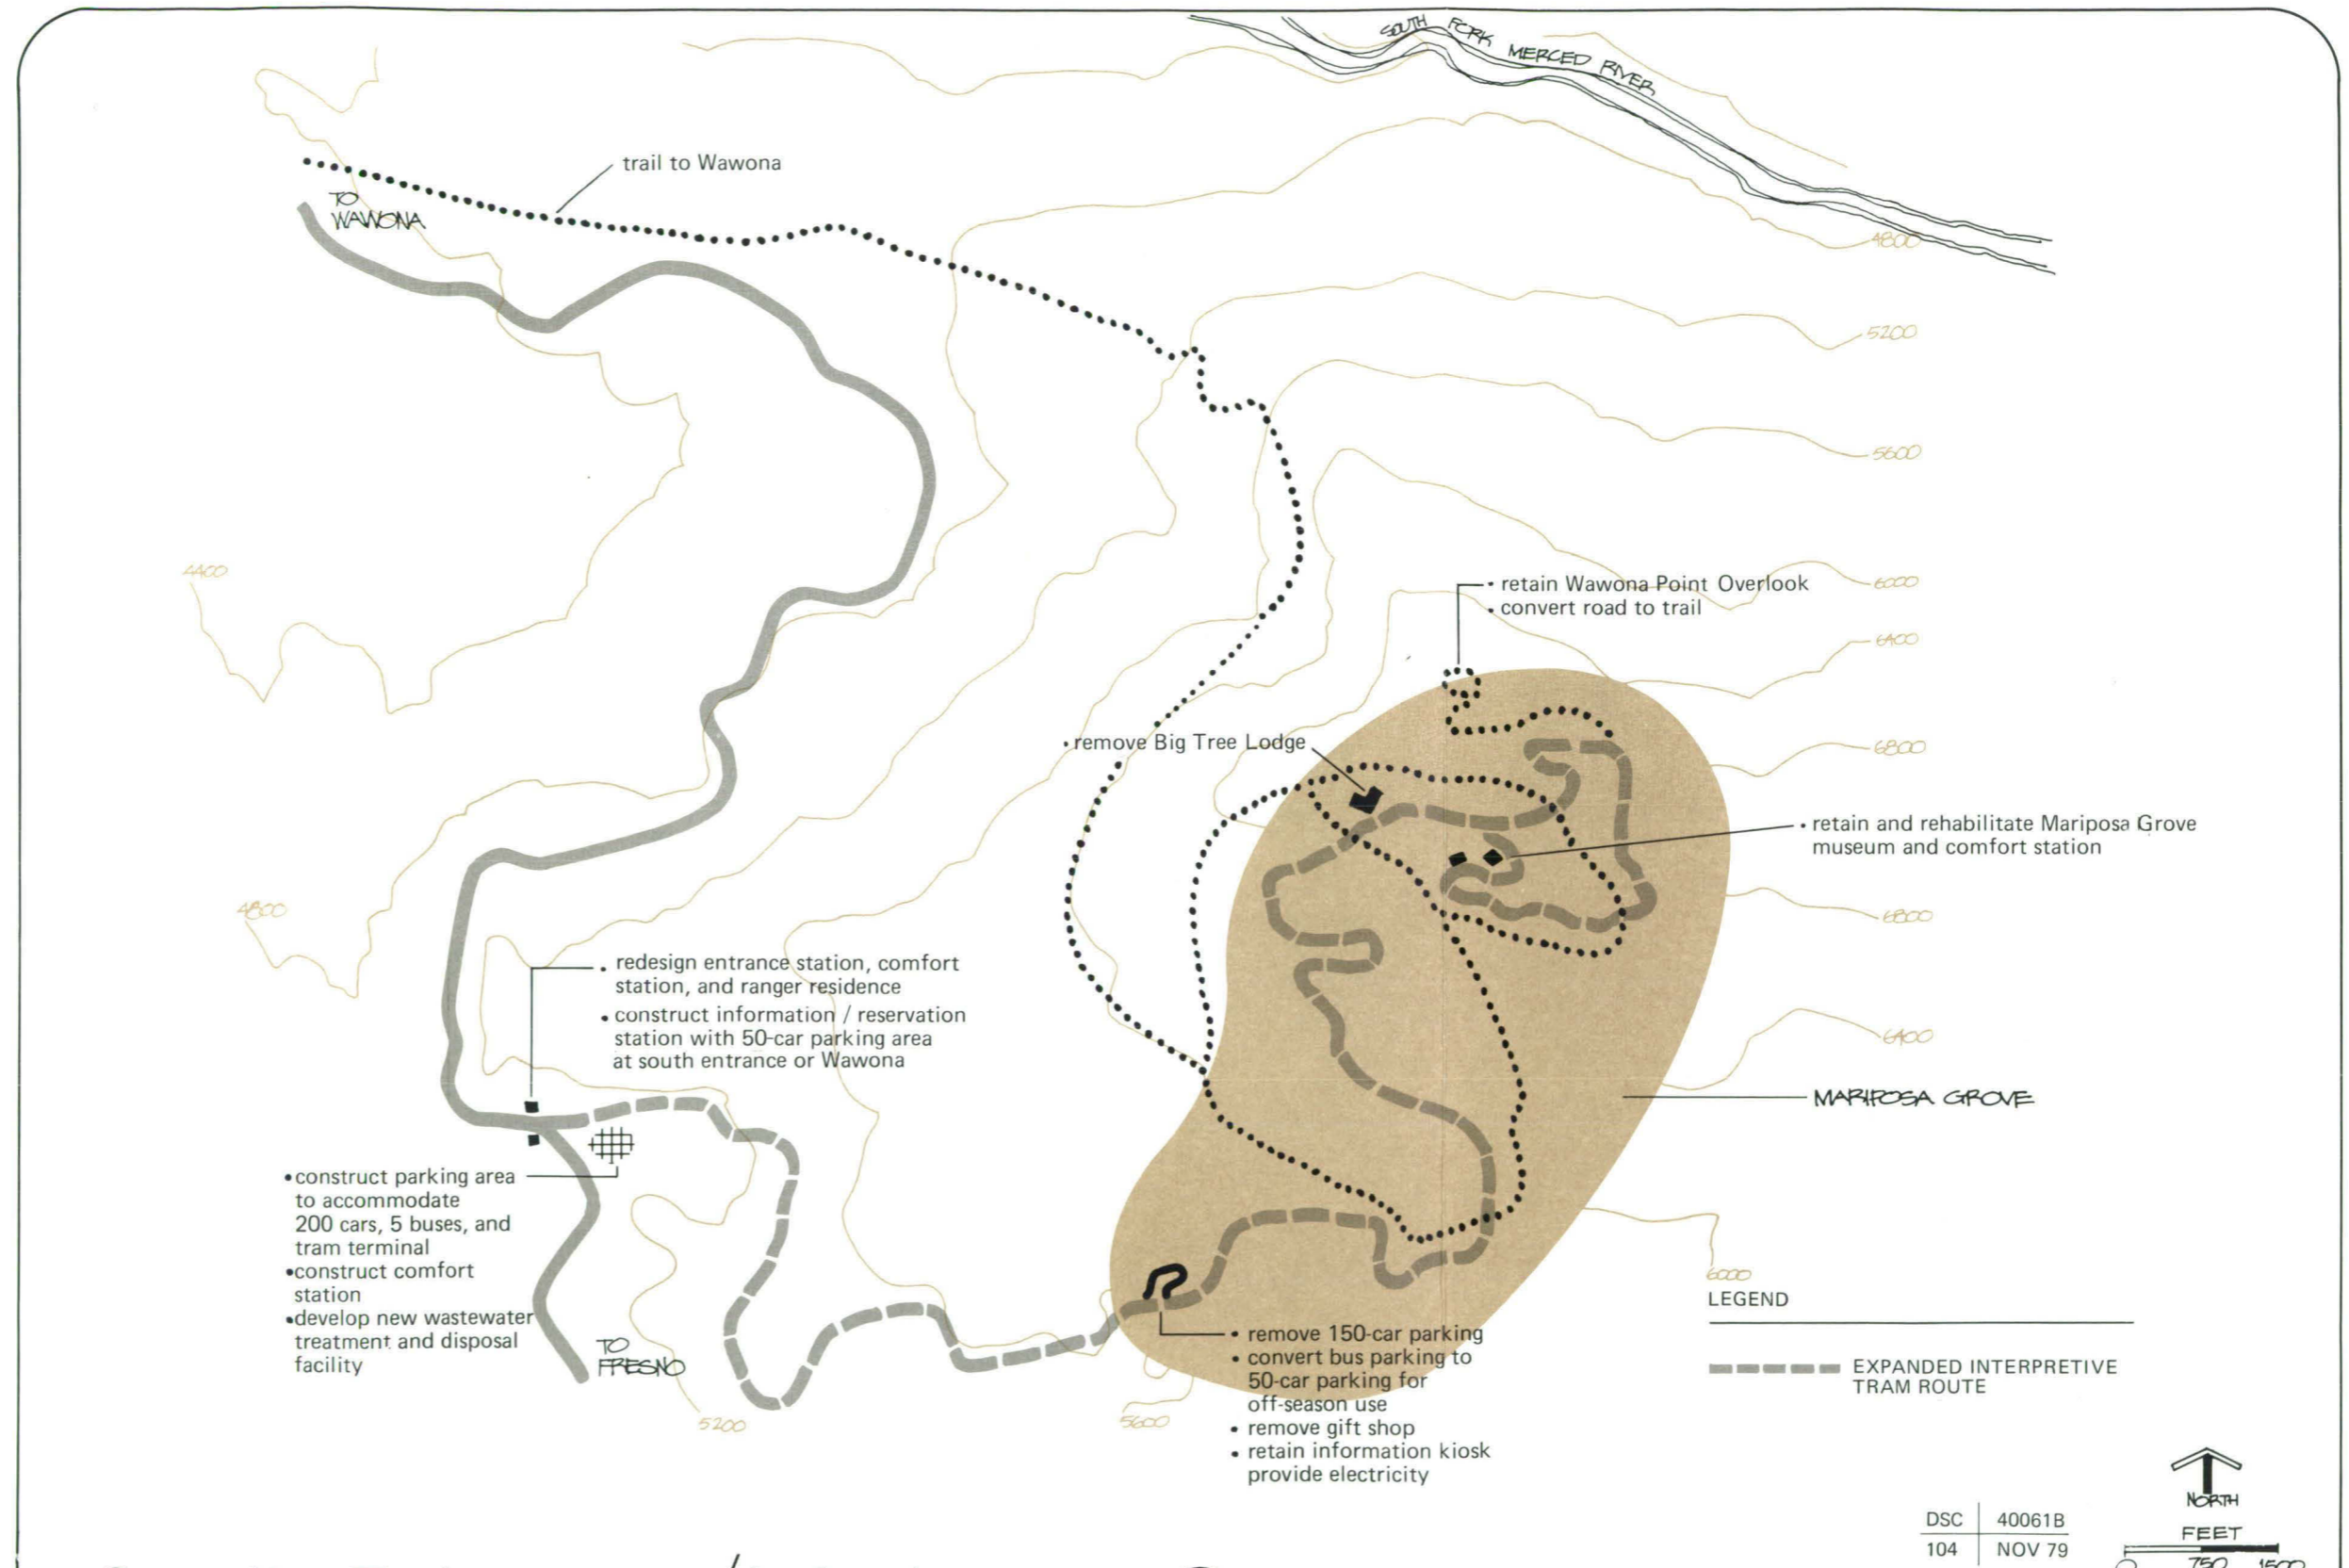 SOUTH FORK MERCED RIVER
trail to Wawona
TO
WAWONA
4800
5200
5600
4400
• retain Wawona Point Overlook
• convert road to trail
6000
6400
• remove Big Tree Lodge
6800
• retain and rehabilitate Mariposa Grove
museum and comfort station
4800
6800
• redesign entrance station, comfort
station, and ranger residence
• construct information / reservation
station with 50-car parking area
at south entrance or Wawona
6400
MARIPOSA GROVE
• construct parking area
to accommodate
200 cars, 5 buses, and
tram terminal
• construct comfort
station
• develop new wastewater
treatment and disposal
facility
TO
FRESNO
5200
5600
• remove 150-car parking
• convert bus parking to
50-car parking for
off-season use
• remove gift shop
• retain information kiosk
provide electricity
6000
LEGEND
EXPANDED INTERPRETIVE
TRAM ROUTE
NORTH
FEET
0 750 1500
DSC 40061B
104 NOV 79